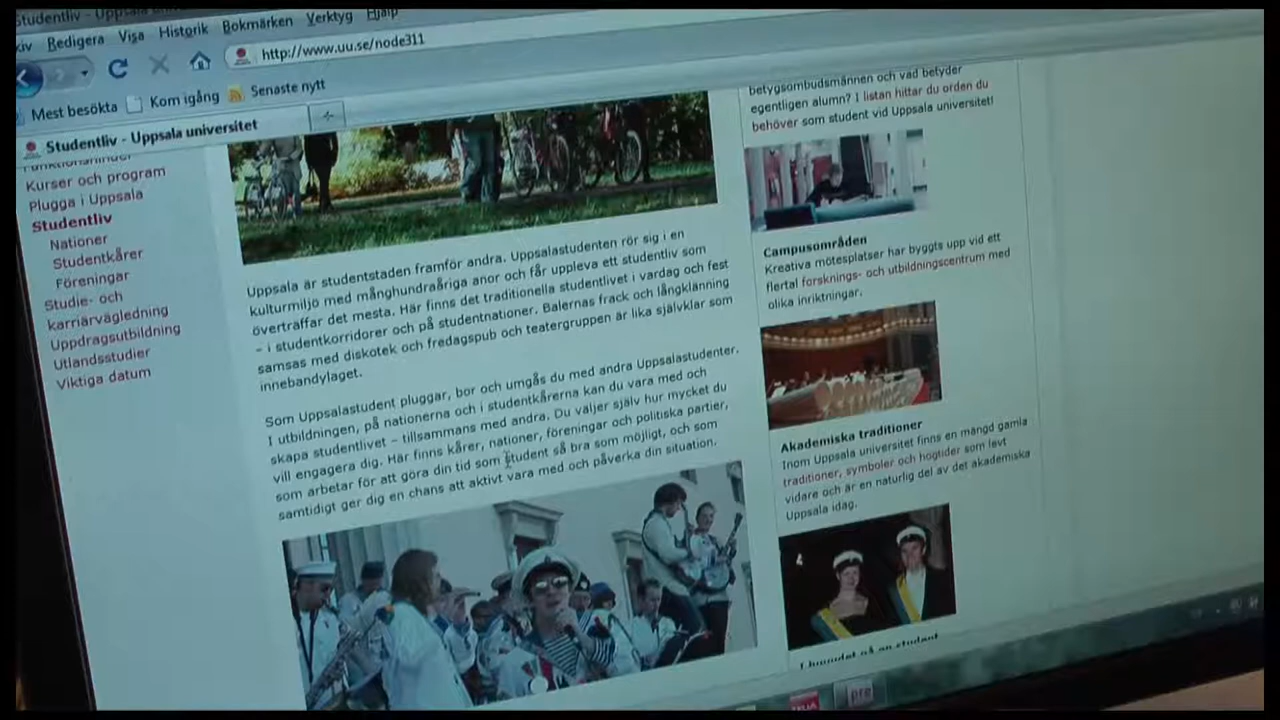 Studentliv - Uppsala
Redigera Visa Historik Bokmärken Verktyg Hjälp
http://www.uu.se/node311
Mest besökta Kom igång Senaste nytt
Studentliv - Uppsala universitet
Kurser och program
Plugga i Uppsala
Studentliv
Nationer
Studentkårer
Föreningar
Studie- och
karriärvägledning
Uppdragsutbildning
Utlandsstudier
Viktiga datum
Uppsala är studentstaden framför andra. Uppsalastudenten rör sig i en
kulturmiljö med månghundraåriga anor och får uppleva ett studentliv som
överträffar det mesta. Här finns det traditionella studentlivet i vardag och fest
– i studentkorridorer och på studentnationer. Balernas frack och långklänning
samsas med diskotek och fredagspub och teatergruppen är lika självklar som
innebandylaget.
Som Uppsalastudent pluggar, bor och umgås du med andra Uppsalastudenter.
I utbildningen, på nationerna och i studentkårerna kan du vara med och
skapa studentlivet – tillsammans med andra. Du väljer själv hur mycket du
vill engagera dig. Här finns kårer, nationer, föreningar och politiska partier,
som arbetar för att göra din tid som student så bra som möjligt, och som
samtidigt ger dig en chans att aktivt vara med och påverka din situation.
betygsombudsmännen och vad betyder
egentligen alumn? I listan hittar du orden du
behöver som student vid Uppsala universitet!
Campusområden
Kreativa mötesplatser har byggts upp vid ett
flertal forsknings- och utbildningscentrum med
olika inriktningar.
Akademiska traditioner
Inom Uppsala universitet finns en mängd gamla
traditioner, symboler och högtider som levt
vidare och är en naturlig del av det akademiska
Uppsala idag.
pre